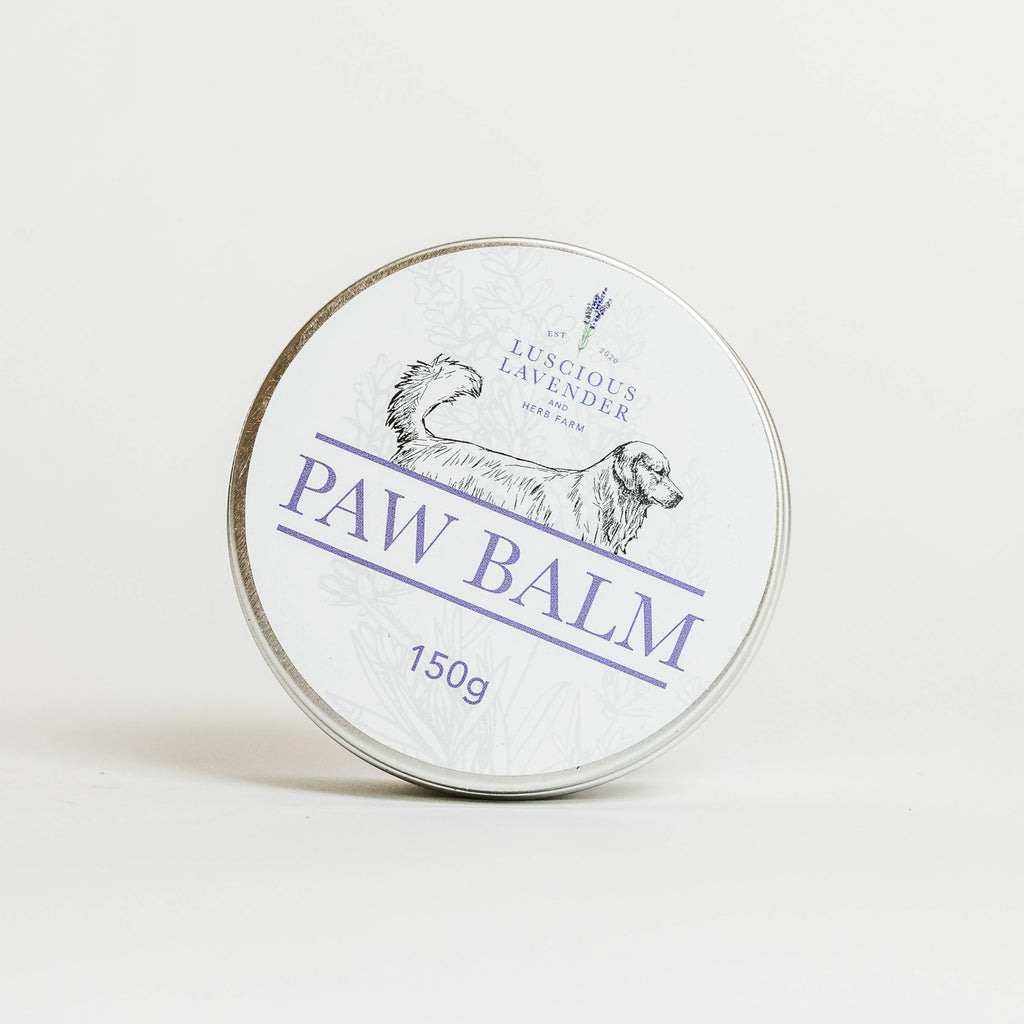 EST 2020
LUSCIOUS
LAVENDER
AND
HERB FARM
PAW BALM
150g